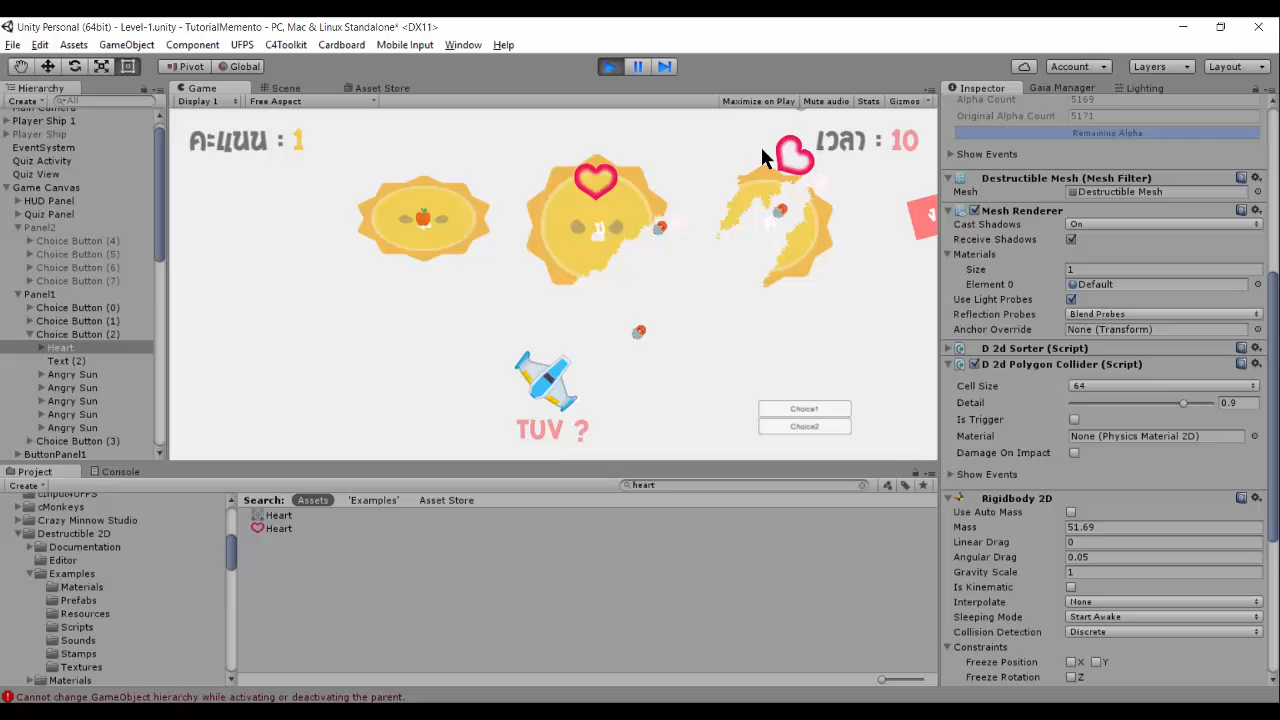 Unity Personal (64bit) - Level-1.unity - TutorialMemento - PC, Mac & Linux Standalone* <DX11>
File Edit Assets GameObject Component UFPS C4Toolkit Cardboard Mobile Input Window Help
Pivot Global Account Layers Layout
Hierarchy
Create All
Main Camera
Player Ship 1
Player Ship
EventSystem
Quiz Activity
Quiz View
Game Canvas
HUD Panel
Quiz Panel
Panel2
Choice Button (4)
Choice Button (5)
Choice Button (6)
Choice Button (7)
Panel1
Choice Button (0)
Choice Button (1)
Choice Button (2)
Heart
Text (2)
Angry Sun
Angry Sun
Angry Sun
Angry Sun
Angry Sun
Choice Button (3)
ButtonPanel1
Game Scene Asset Store
Display 1 Free Aspect Maximize on Play Mute audio Stats Gizmos
คะแนน : 1
เวลา : 10
TUV ?
Choice1
Choice2
Inspector Gaia Manager Lighting
Alpha Count 5169
Original Alpha Count 5171
Remaining Alpha
Show Events
Destructible Mesh (Mesh Filter)
Mesh Destructible Mesh
Mesh Renderer
Cast Shadows On
Receive Shadows
Materials
Size 1
Element 0 Default
Use Light Probes
Reflection Probes Blend Probes
Anchor Override None (Transform)
D 2d Sorter (Script)
D 2d Polygon Collider (Script)
Cell Size 64
Detail 0.9
Is Trigger
Material None (Physics Material 2D)
Damage On Impact
Show Events
Rigidbody 2D
Use Auto Mass
Mass 51.69
Linear Drag 0
Angular Drag 0.05
Gravity Scale 1
Is Kinematic
Interpolate None
Sleeping Mode Start Awake
Collision Detection Discrete
Constraints
Freeze Position X Y
Freeze Rotation Z
Project Console
Create heart
cInput4UFPS
cMonkeys
Crazy Minnow Studio
Destructible 2D
Documentation
Editor
Examples
Materials
Prefabs
Resources
Scripts
Sounds
Stamps
Textures
Materials
Search: Assets 'Examples' Asset Store
Heart
Heart
Cannot change GameObject hierarchy while activating or deactivating the parent.